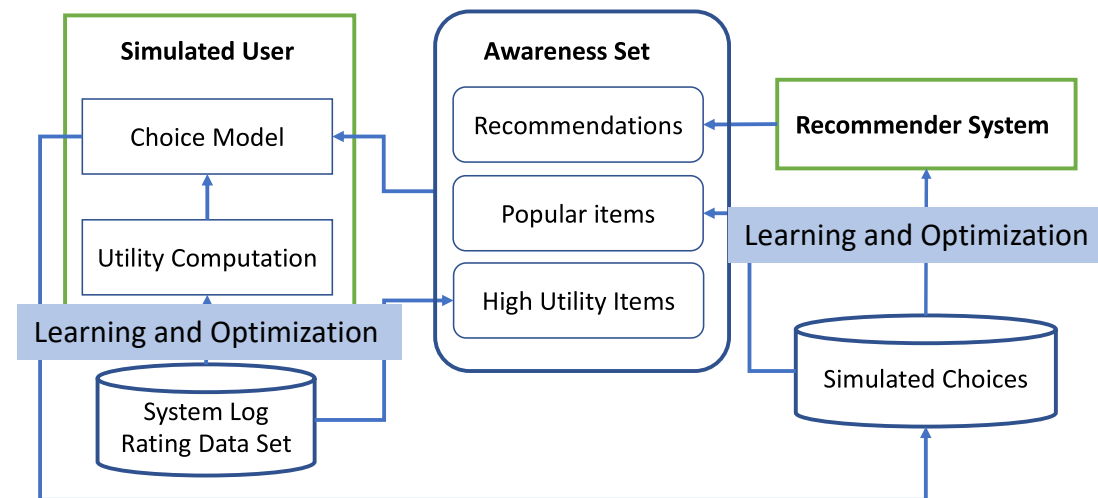 Simulated User
Choice Model
Utility Computation
Learning and Optimization
System Log
Rating Data Set
Awareness Set
Recommendations
Popular items
High Utility Items
Recommender System
Learning and Optimization
Simulated Choices